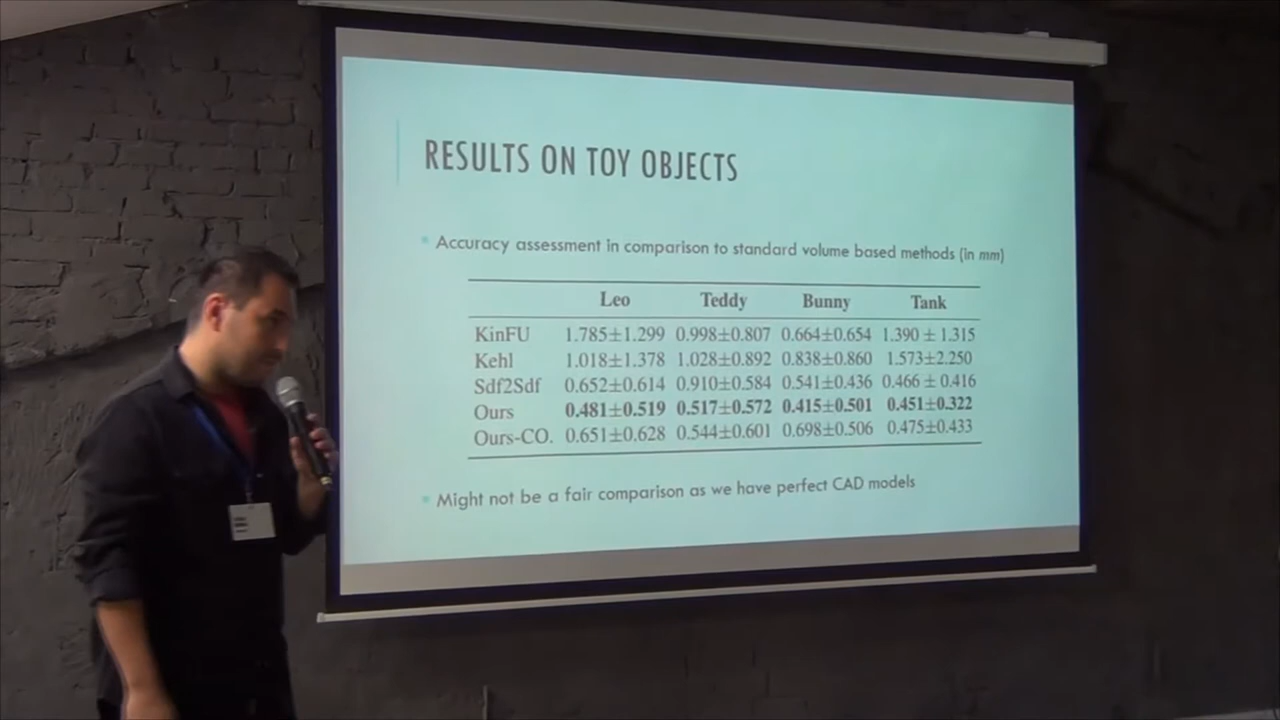 RESULTS ON TOY OBJECTS
Accuracy assessment in comparison to standard volume based methods (in mm)
Leo Teddy Bunny Tank
KinFU 1.785±1.299 0.998±0.807 0.664±0.654 1.390 ± 1.315
Kehl 1.018±1.378 1.028±0.892 0.838±0.860 1.573±2.250
Sdf2Sdf 0.652±0.614 0.910±0.584 0.541±0.436 0.466 ± 0.416
Ours 0.481±0.519 0.517±0.572 0.415±0.501 0.451±0.322
Ours-CO. 0.651±0.628 0.544±0.601 0.698±0.506 0.475±0.433
Might not be a fair comparison as we have perfect CAD models